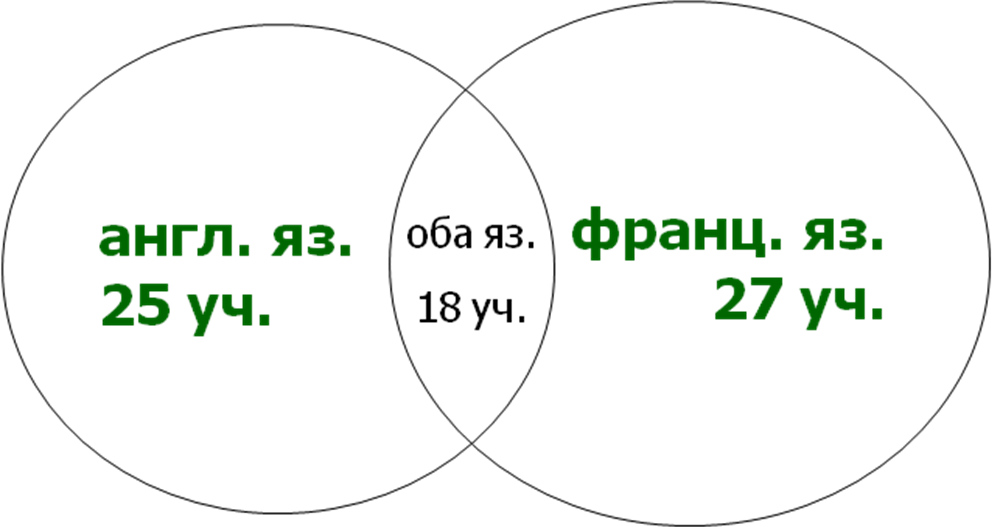 англ. яз.
25 уч.
оба яз.
18 уч.
франц. яз.
27 уч.